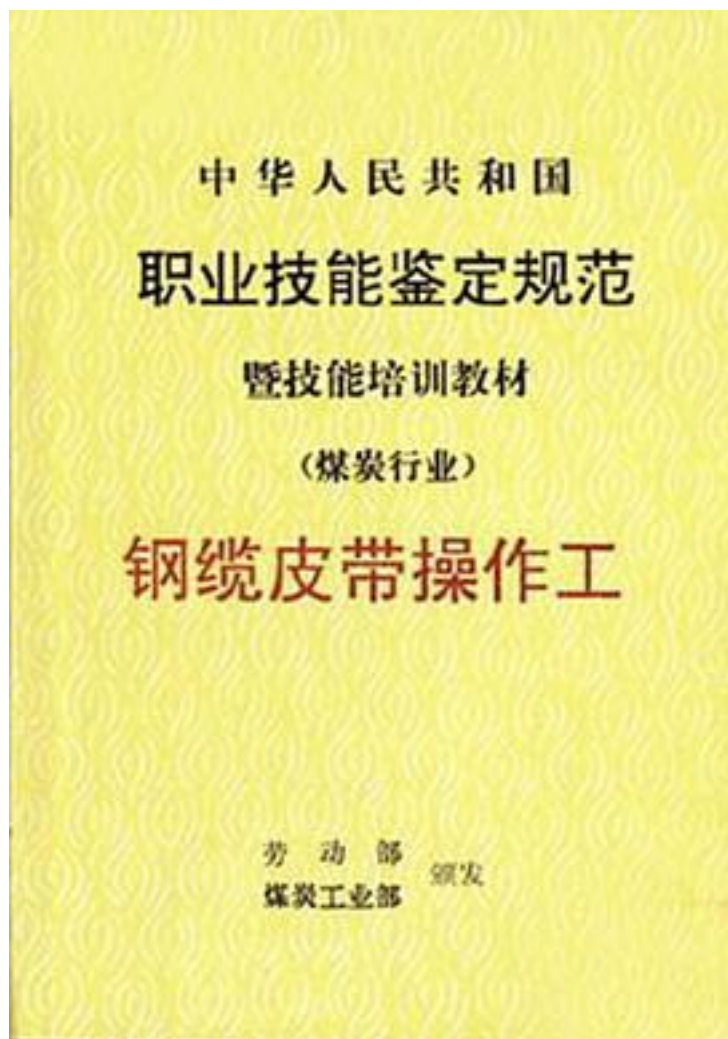 中华人民共和国
职业技能鉴定规范
暨技能培训教材
（煤炭行业）
钢缆皮带操作工
劳动部
煤炭工业部
颁发